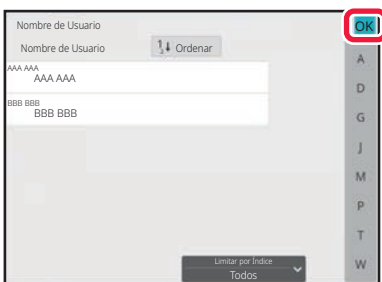 Nombre de Usuario
OK
Nombre de Usuario
Ordenar
A
AAA AAA
AAA AAA
D
BBB BBB
BBB BBB
G
J
M
P
T
Limitar por Índice
W
Todos